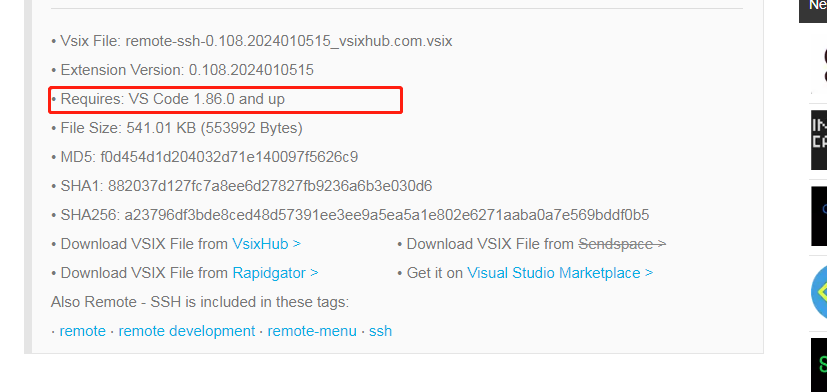 Ne
• Vsix File: remote-ssh-0.108.2024010515_vsixhub.com.vsix
• Extension Version: 0.108.2024010515
• Requires: VS Code 1.86.0 and up
• File Size: 541.01 KB (553992 Bytes)
• MD5: f0d454d1d204032d71e140097f5626c9
• SHA1: 882037d127fc7a8ee6d27827fb9236a6b3e030d6
• SHA256: a23796df3bde8ced48d57391ee3ee9a5ea5a1e802e6271aaba0a7e569bddf0b5
• Download VSIX File from VsixHub > • Download VSIX File from Sendspace >
• Download VSIX File from Rapidgator > • Get it on Visual Studio Marketplace >
Also Remote - SSH is included in these tags:
· remote · remote development · remote-menu · ssh